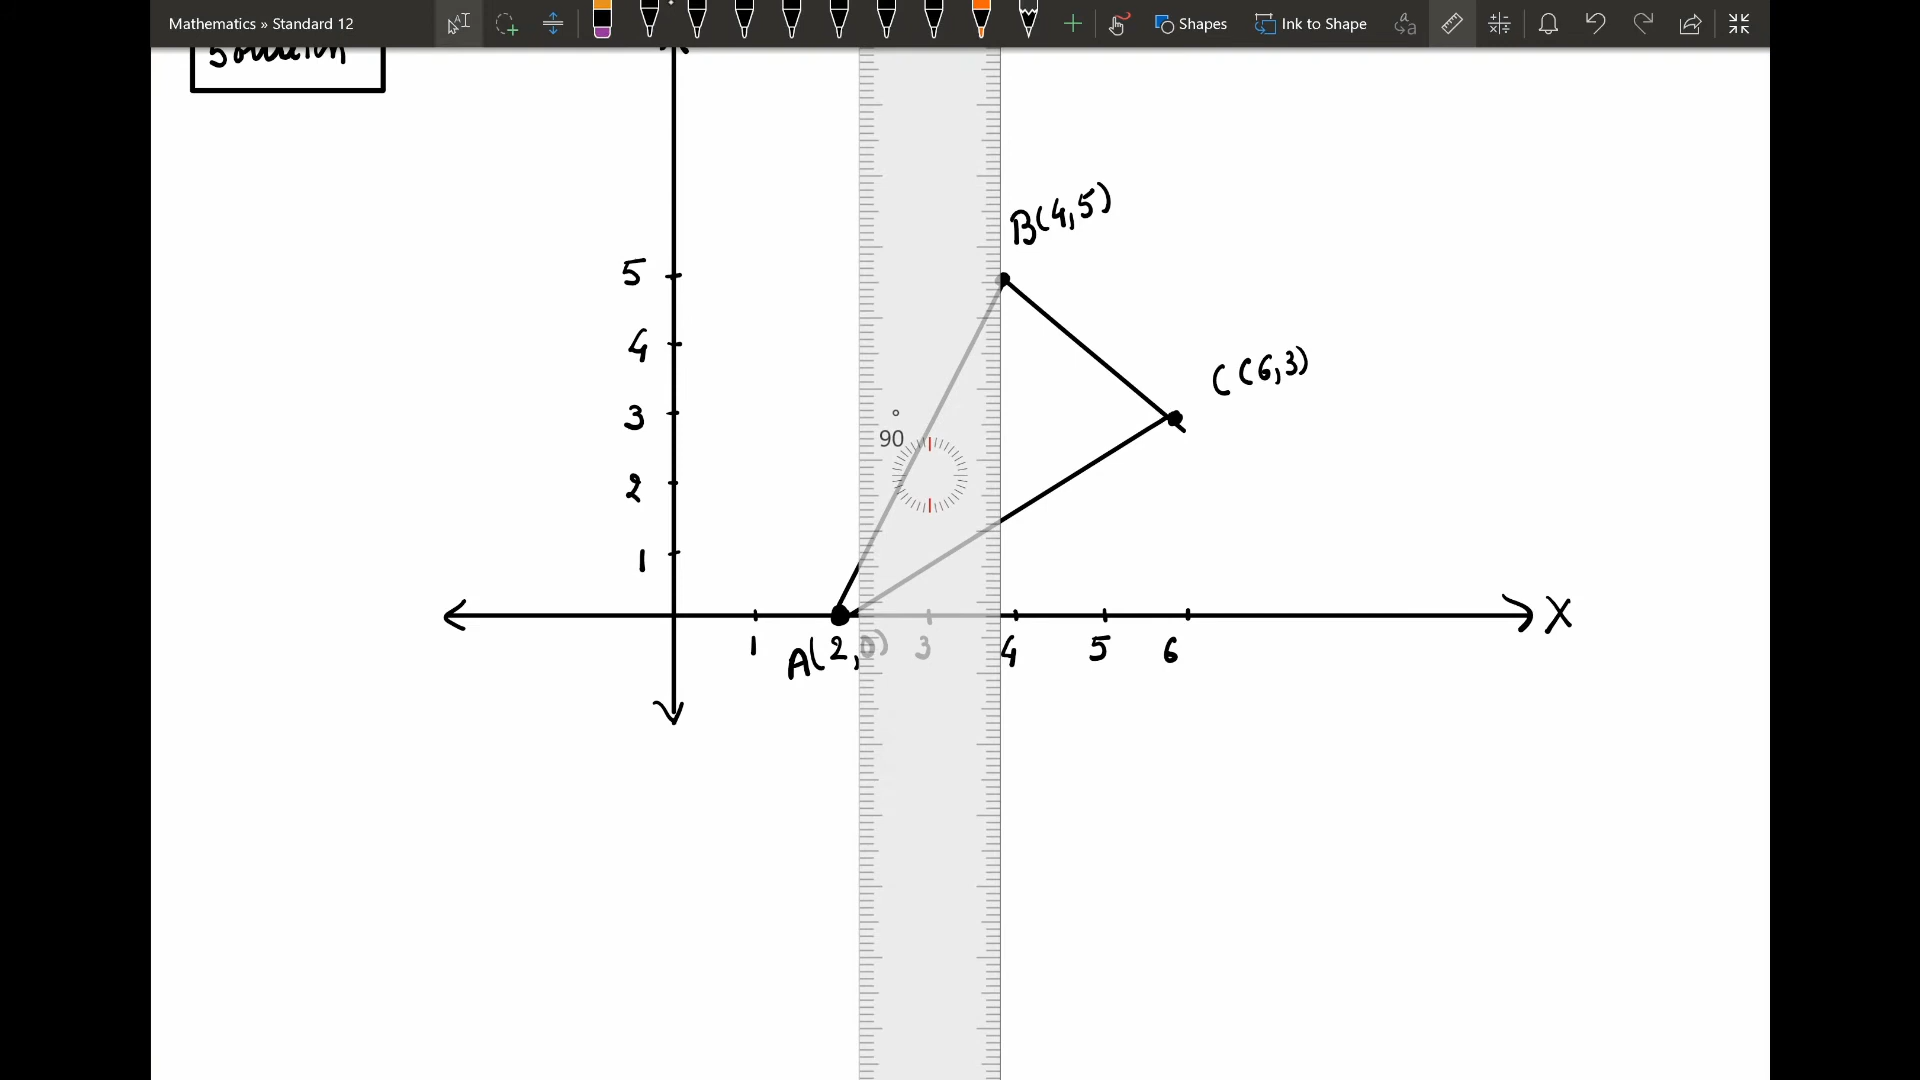 Mathematics » Standard 12
Shapes
Ink to Shape
Solution
B(4,5)
5
4
C(6,3)
3
90°
2
1
X
1
A(2,0)
3
4
5
6